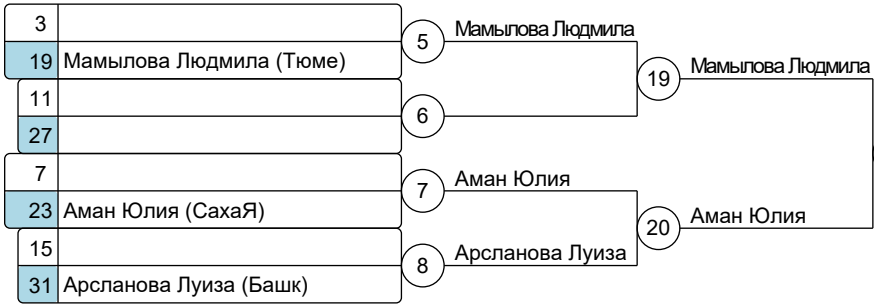 3
19 Мамылова Людмила (Тюме)
5 Мамылова Людмила
19 Мамылова Людмила
11
27
6
7
23 Аман Юлия (СахаЯ)
7 Аман Юлия
20 Аман Юлия
15
31 Арсланова Луиза (Башк)
8 Арсланова Луиза